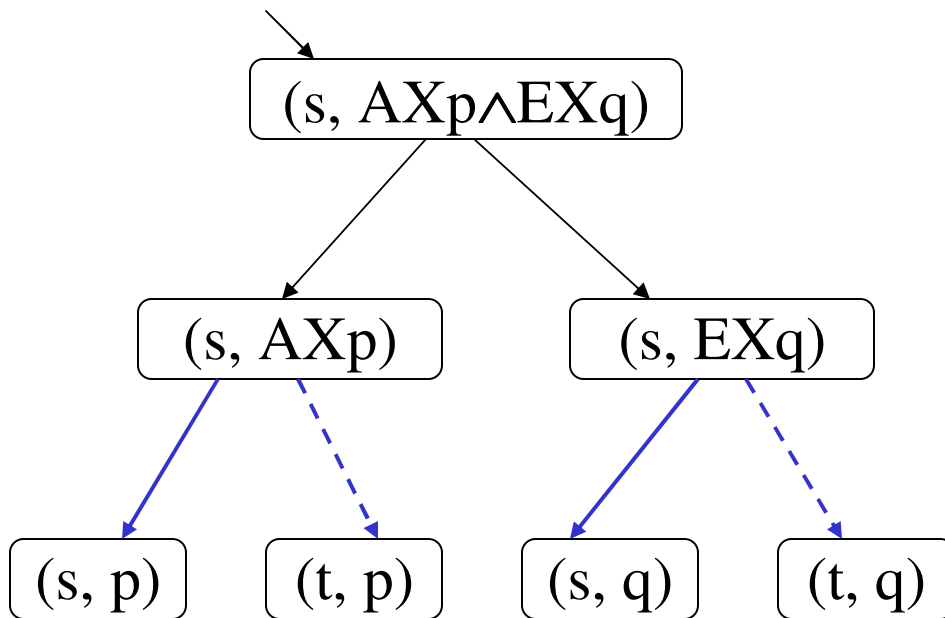 (s, AXp∧EXq)
(s, AXp)
(s, EXq)
(s, p)
(t, p)
(s, q)
(t, q)